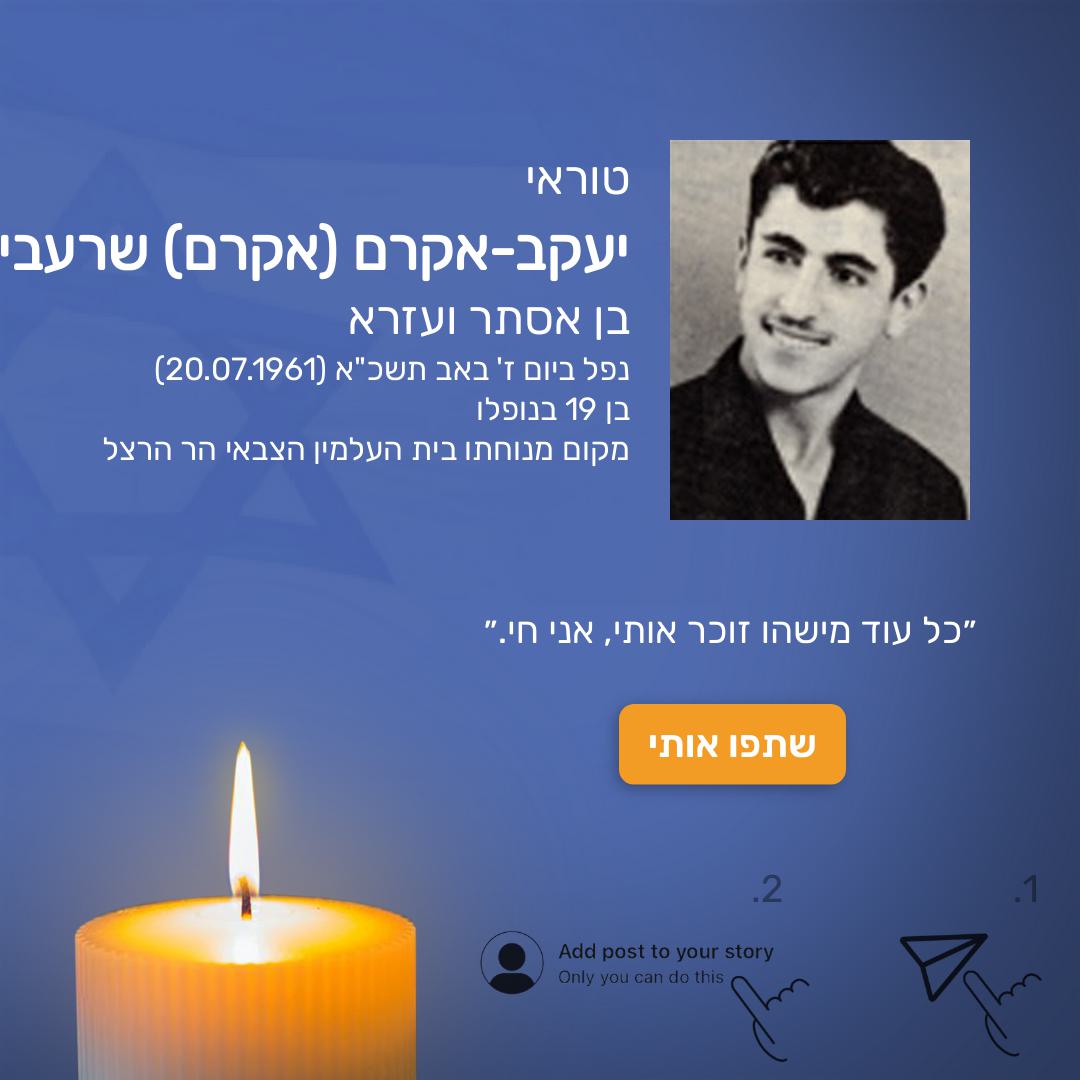 טוראי
יעקב-אקרם (אקרם) שרעבי
בן אסתר ועזרא
נפל ביום ז' באב תשכ"א (20.07.1961)
בן 19 בנופלו
מקום מנוחתו בית העלמין הצבאי הר הרצל
״כל עוד מישהו זוכר אותי, אני חי.״
שתפו אותי
1.
2.
Add post to your story
Only you can do this